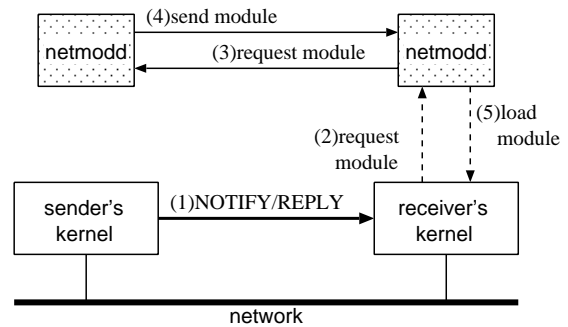 (4)send module
netmodd
(3)request module
netmodd
(2)request
module
(5)load
module
sender's
kernel
(1)NOTIFY/REPLY
receiver's
kernel
network